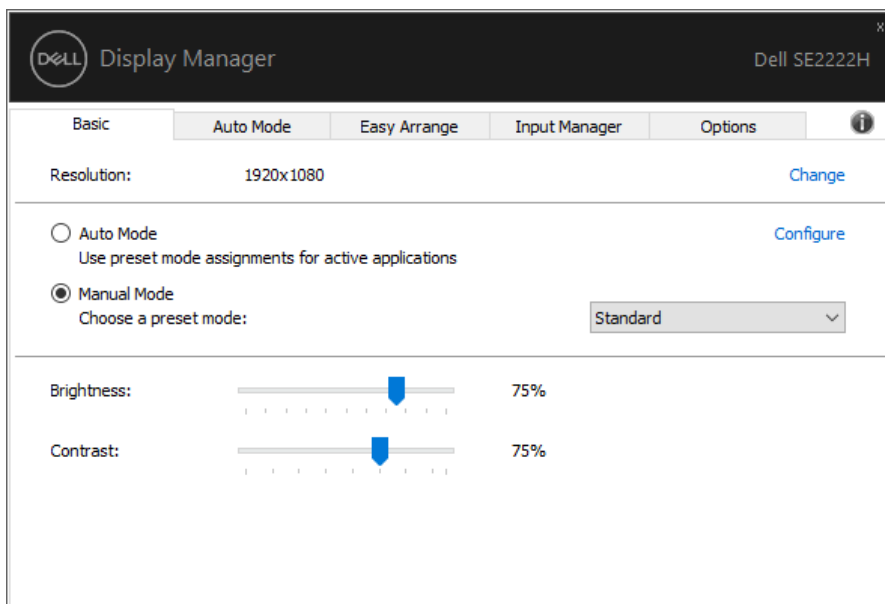 x
DELL Display Manager Dell SE2222H
Basic Auto Mode Easy Arrange Input Manager Options i
Resolution: 1920x1080 Change
Auto Mode Configure
Use preset mode assignments for active applications
Manual Mode
Choose a preset mode: Standard
Brightness: 75%
Contrast: 75%